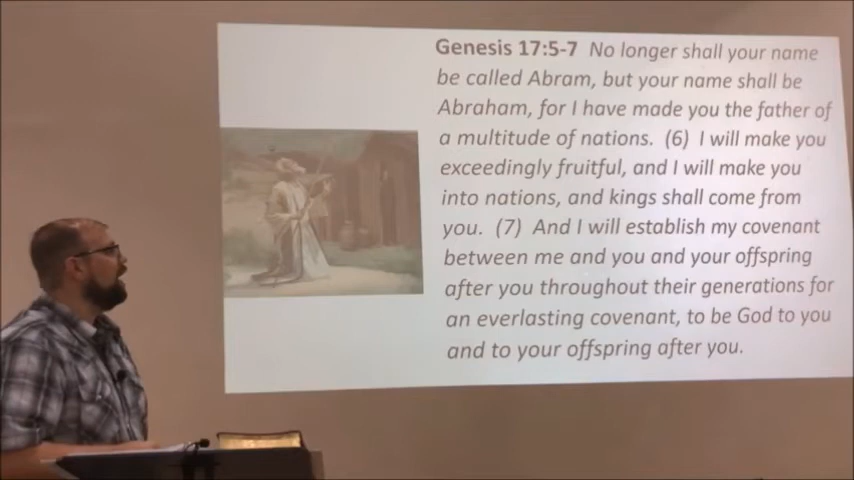 Genesis 17:5-7 No longer shall your name
be called Abram, but your name shall be
Abraham, for I have made you the father of
a multitude of nations. (6) I will make you
exceedingly fruitful, and I will make you
into nations, and kings shall come from
you. (7) And I will establish my covenant
between me and you and your offspring
after you throughout their generations for
an everlasting covenant, to be God to you
and to your offspring after you.